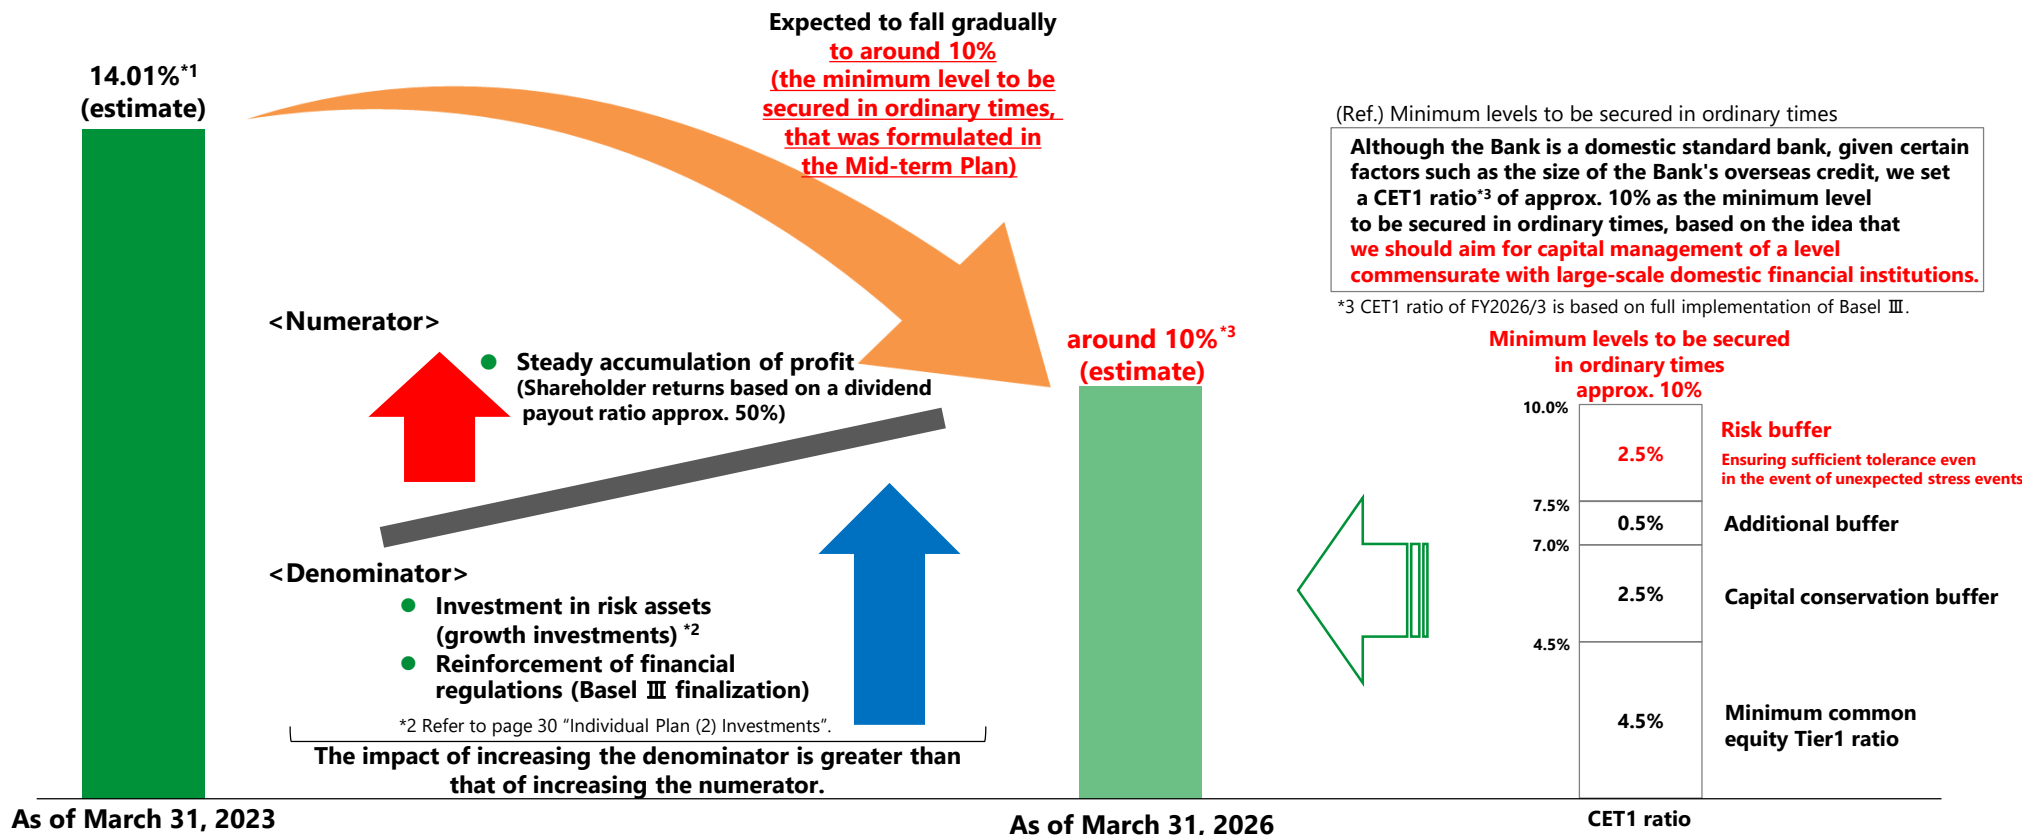 14.01%*1
(estimate)
Expected to fall gradually
to around 10%
(the minimum level to be
secured in ordinary times,
that was formulated in
the Mid-term Plan)
<Numerator>
● Steady accumulation of profit
(Shareholder returns based on a dividend
payout ratio approx. 50%)
<Denominator>
● Investment in risk assets
(growth investments) *2
● Reinforcement of financial
regulations (Basel Ⅲ finalization)
*2 Refer to page 30 “Individual Plan (2) Investments”.
The impact of increasing the denominator is greater than
that of increasing the numerator.
around 10%*3
(estimate)
As of March 31, 2023
As of March 31, 2026
(Ref.) Minimum levels to be secured in ordinary times
Although the Bank is a domestic standard bank, given certain
factors such as the size of the Bank's overseas credit, we set
a CET1 ratio*3 of approx. 10% as the minimum level
to be secured in ordinary times, based on the idea that
we should aim for capital management of a level
commensurate with large-scale domestic financial institutions.
*3 CET1 ratio of FY2026/3 is based on full implementation of Basel Ⅲ.
Minimum levels to be secured
in ordinary times
approx. 10%
10.0%
2.5%
Risk buffer
Ensuring sufficient tolerance even
in the event of unexpected stress events
7.5%
0.5%
Additional buffer
7.0%
2.5%
Capital conservation buffer
4.5%
4.5%
Minimum common
equity Tier1 ratio
CET1 ratio